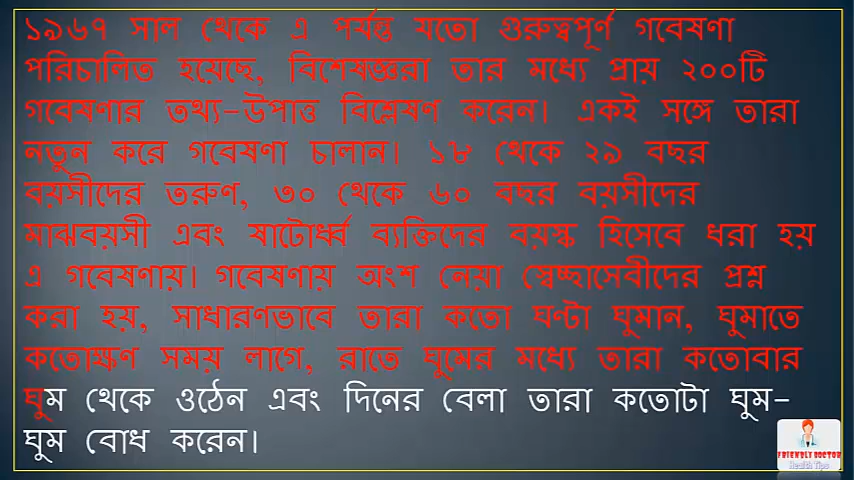 ১৯৬৭ সাল থেকে এ পর্যন্ত যতো গুরুত্বপূর্ণ গবেষণা
পরিচালিত হয়েছে, বিশেষজ্ঞরা তার মধ্যে প্রায় ২০০টি
গবেষণার তথ্য-উপাত্ত বিশ্লেষণ করেন। একই সঙ্গে তারা
নতুন করে গবেষণা চালান। ১৮ থেকে ২৯ বছর
বয়সীদের তরুণ, ৩০ থেকে ৬০ বছর বয়সীদের
মাঝবয়সী এবং ষাটোর্ধ্ব ব্যক্তিদের বয়স্ক হিসেবে ধরা হয়
এ গবেষণায়। গবেষণায় অংশ নেয়া স্বেচ্ছাসেবীদের প্রশ্ন
করা হয়, সাধারণভাবে তারা কতো ঘণ্টা ঘুমান, ঘুমাতে
কতোক্ষণ সময় লাগে, রাতে ঘুমের মধ্যে তারা কতোবার
ঘুম থেকে ওঠেন এবং দিনের বেলা তারা কতোটা ঘুম-
ঘুম বোধ করেন।
FRIENDLY DOCTOR
Health Tips